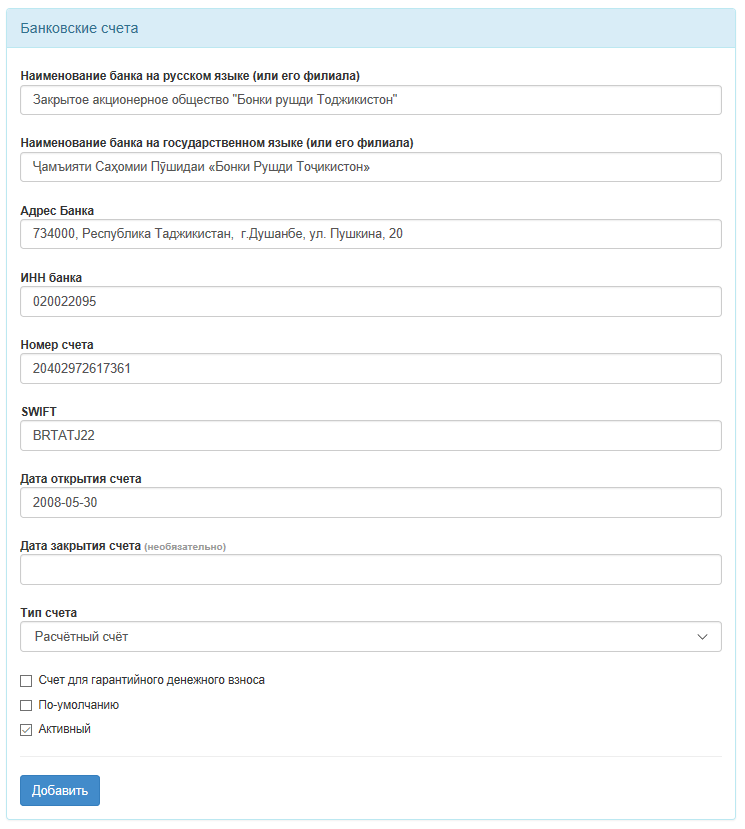 Банковские счета
Наименование банка на русском языке (или его филиала)
Закрытое акционерное общество "Бонки рушди Тоджикистон"
Наименование банка на государственном языке (или его филиала)
Ҷамъияти Саҳомии Пӯшидаи «Бонки Рушди Тоҷикистон»
Адрес Банка
734000, Республика Таджикистан, г.Душанбе, ул. Пушкина, 20
ИНН банка
020022095
Номер счета
20402972617361
SWIFT
BRTATJ22
Дата открытия счета
2008-05-30
Дата закрытия счета (необязательно)
Тип счета
Расчётный счёт
Счет для гарантийного денежного взноса
По-умолчанию
Активный
Добавить